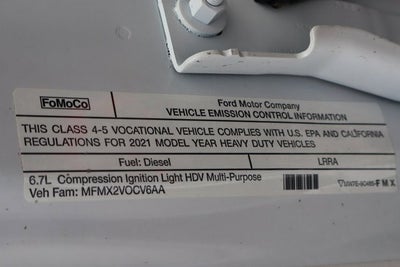 FoMoCo
Ford Motor Company
VEHICLE EMISSION CONTROL INFORMATION
THIS CLASS 4-5 VOCATIONAL VEHICLE COMPLIES WITH U.S. EPA AND CALIFORNIA
REGULATIONS FOR 2021 MODEL YEAR HEAVY DUTY VEHICLES
Fuel: Diesel LRRA
6.7L Compression Ignition Light HDV Multi-Purpose
Veh Fam: MFMX2VOCV6AA
FMX